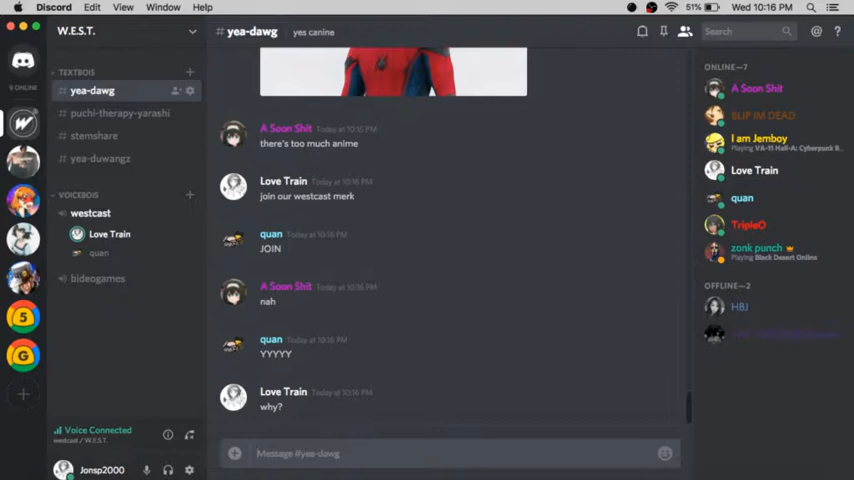 Discord Edit View Window Help
51% Wed 10:16 PM
W.E.S.T.
# yea-dawg
yes canine
Search
9 ONLINE
TEXTBOIS
# yea-dawg
# puchi-therapy-yarashi
# stemshare
# yea-duwangz
VOICEBOIS
westcast
Love Train
quan
bideogames
5
G
Voice Connected
westcast / W.E.S.T.
Jonsp2000
A Soon Shit Today at 10:15 PM
there's too much anime
Love Train Today at 10:16 PM
join our westcast merk
quan Today at 10:16 PM
JOIN
A Soon Shit Today at 10:16 PM
nah
quan Today at 10:16 PM
YYYYY
Love Train Today at 10:16 PM
why?
Message #yea-dawg
ONLINE—7
A Soon Shit
BLIP IM DEAD
I am Jemboy
Playing VA-11 Hall-A: Cyberpunk B...
Love Train
quan
TripleO
zonk punch
Playing Black Desert Online
OFFLINE—2
HBJ